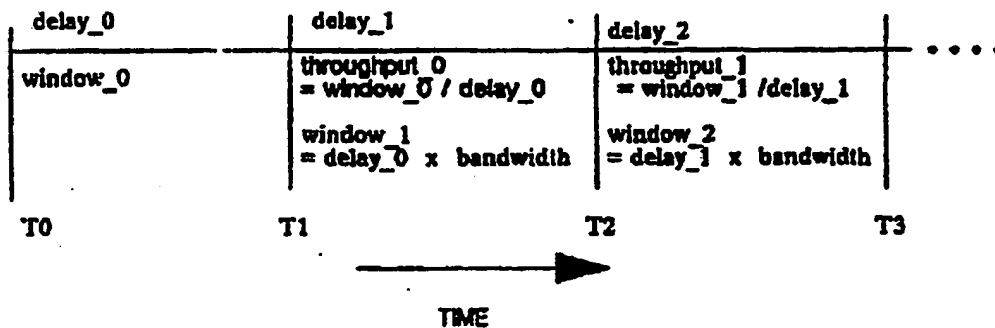 delay_0
delay_1
delay_2
window_0
throughput_0
= window_0 / delay_0
throughput_1
= window_1 /delay_1
window_1
= delay_0 x bandwidth
window_2
= delay_1 x bandwidth
T0
T1
T2
T3
TIME